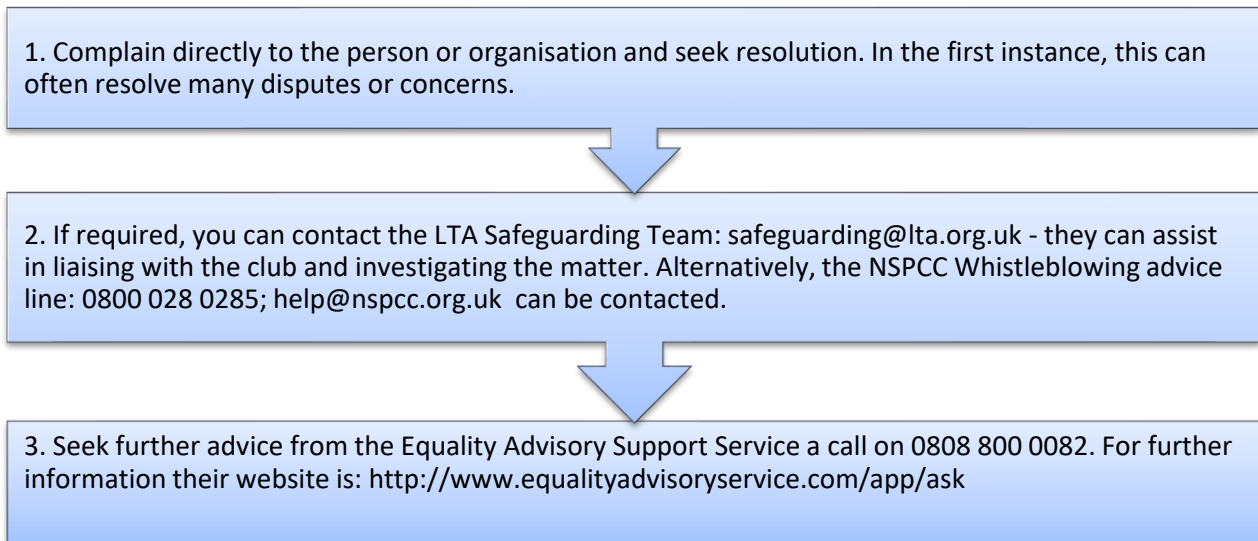 1. Complain directly to the person or organisation and seek resolution. In the first instance, this can
often resolve many disputes or concerns.
2. If required, you can contact the LTA Safeguarding Team: safeguarding@lta.org.uk - they can assist
in liaising with the club and investigating the matter. Alternatively, the NSPCC Whistleblowing advice
line: 0800 028 0285; help@nspcc.org.uk  can be contacted.
3. Seek further advice from the Equality Advisory Support Service a call on 0808 800 0082. For further
information their website is: http://www.equalityadvisoryservice.com/app/ask